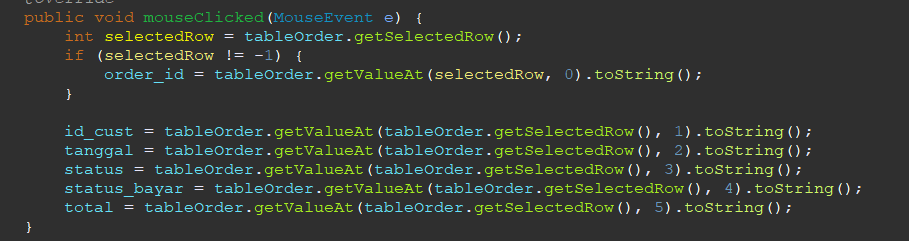 public void mouseClicked(MouseEvent e) {
int selectedRow = tableOrder.getSelectedRow();
if (selectedRow != -1) {
order_id = tableOrder.getValueAt(selectedRow, 0).toString();
}
id_cust = tableOrder.getValueAt(tableOrder.getSelectedRow(), 1).toString();
tanggal = tableOrder.getValueAt(tableOrder.getSelectedRow(), 2).toString();
status = tableOrder.getValueAt(tableOrder.getSelectedRow(), 3).toString();
status_bayar = tableOrder.getValueAt(tableOrder.getSelectedRow(), 4).toString();
total = tableOrder.getValueAt(tableOrder.getSelectedRow(), 5).toString();
}